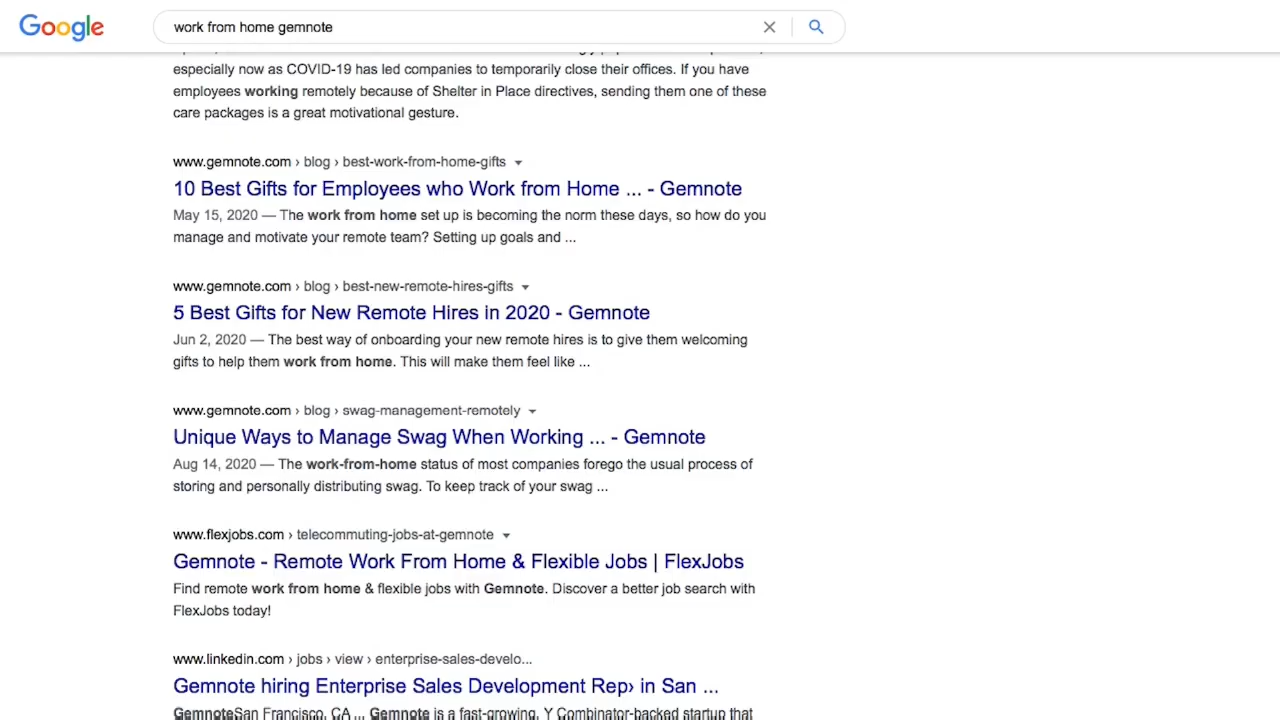 Google
work from home gemnote
especially now as COVID-19 has led companies to temporarily close their offices. If you have
employees working remotely because of Shelter in Place directives, sending them one of these
care packages is a great motivational gesture.
www.gemnote.com › blog › best-work-from-home-gifts
10 Best Gifts for Employees who Work from Home ... - Gemnote
May 15, 2020 — The work from home set up is becoming the norm these days, so how do you
manage and motivate your remote team? Setting up goals and ...
www.gemnote.com › blog › best-new-remote-hires-gifts
5 Best Gifts for New Remote Hires in 2020 - Gemnote
Jun 2, 2020 — The best way of onboarding your new remote hires is to give them welcoming
gifts to help them work from home. This will make them feel like ...
www.gemnote.com › blog › swag-management-remotely
Unique Ways to Manage Swag When Working ... - Gemnote
Aug 14, 2020 — The work-from-home status of most companies forego the usual process of
storing and personally distributing swag. To keep track of your swag ...
www.flexjobs.com › telecommuting-jobs-at-gemnote
Gemnote - Remote Work From Home & Flexible Jobs | FlexJobs
Find remote work from home & flexible jobs with Gemnote. Discover a better job search with
FlexJobs today!
www.linkedin.com › jobs › view › enterprise-sales-develo...
Gemnote hiring Enterprise Sales Development Rep› in San ...
GemnoteSan Francisco, CA ... Gemnote is a fast-growing, Y Combinator-backed startup that